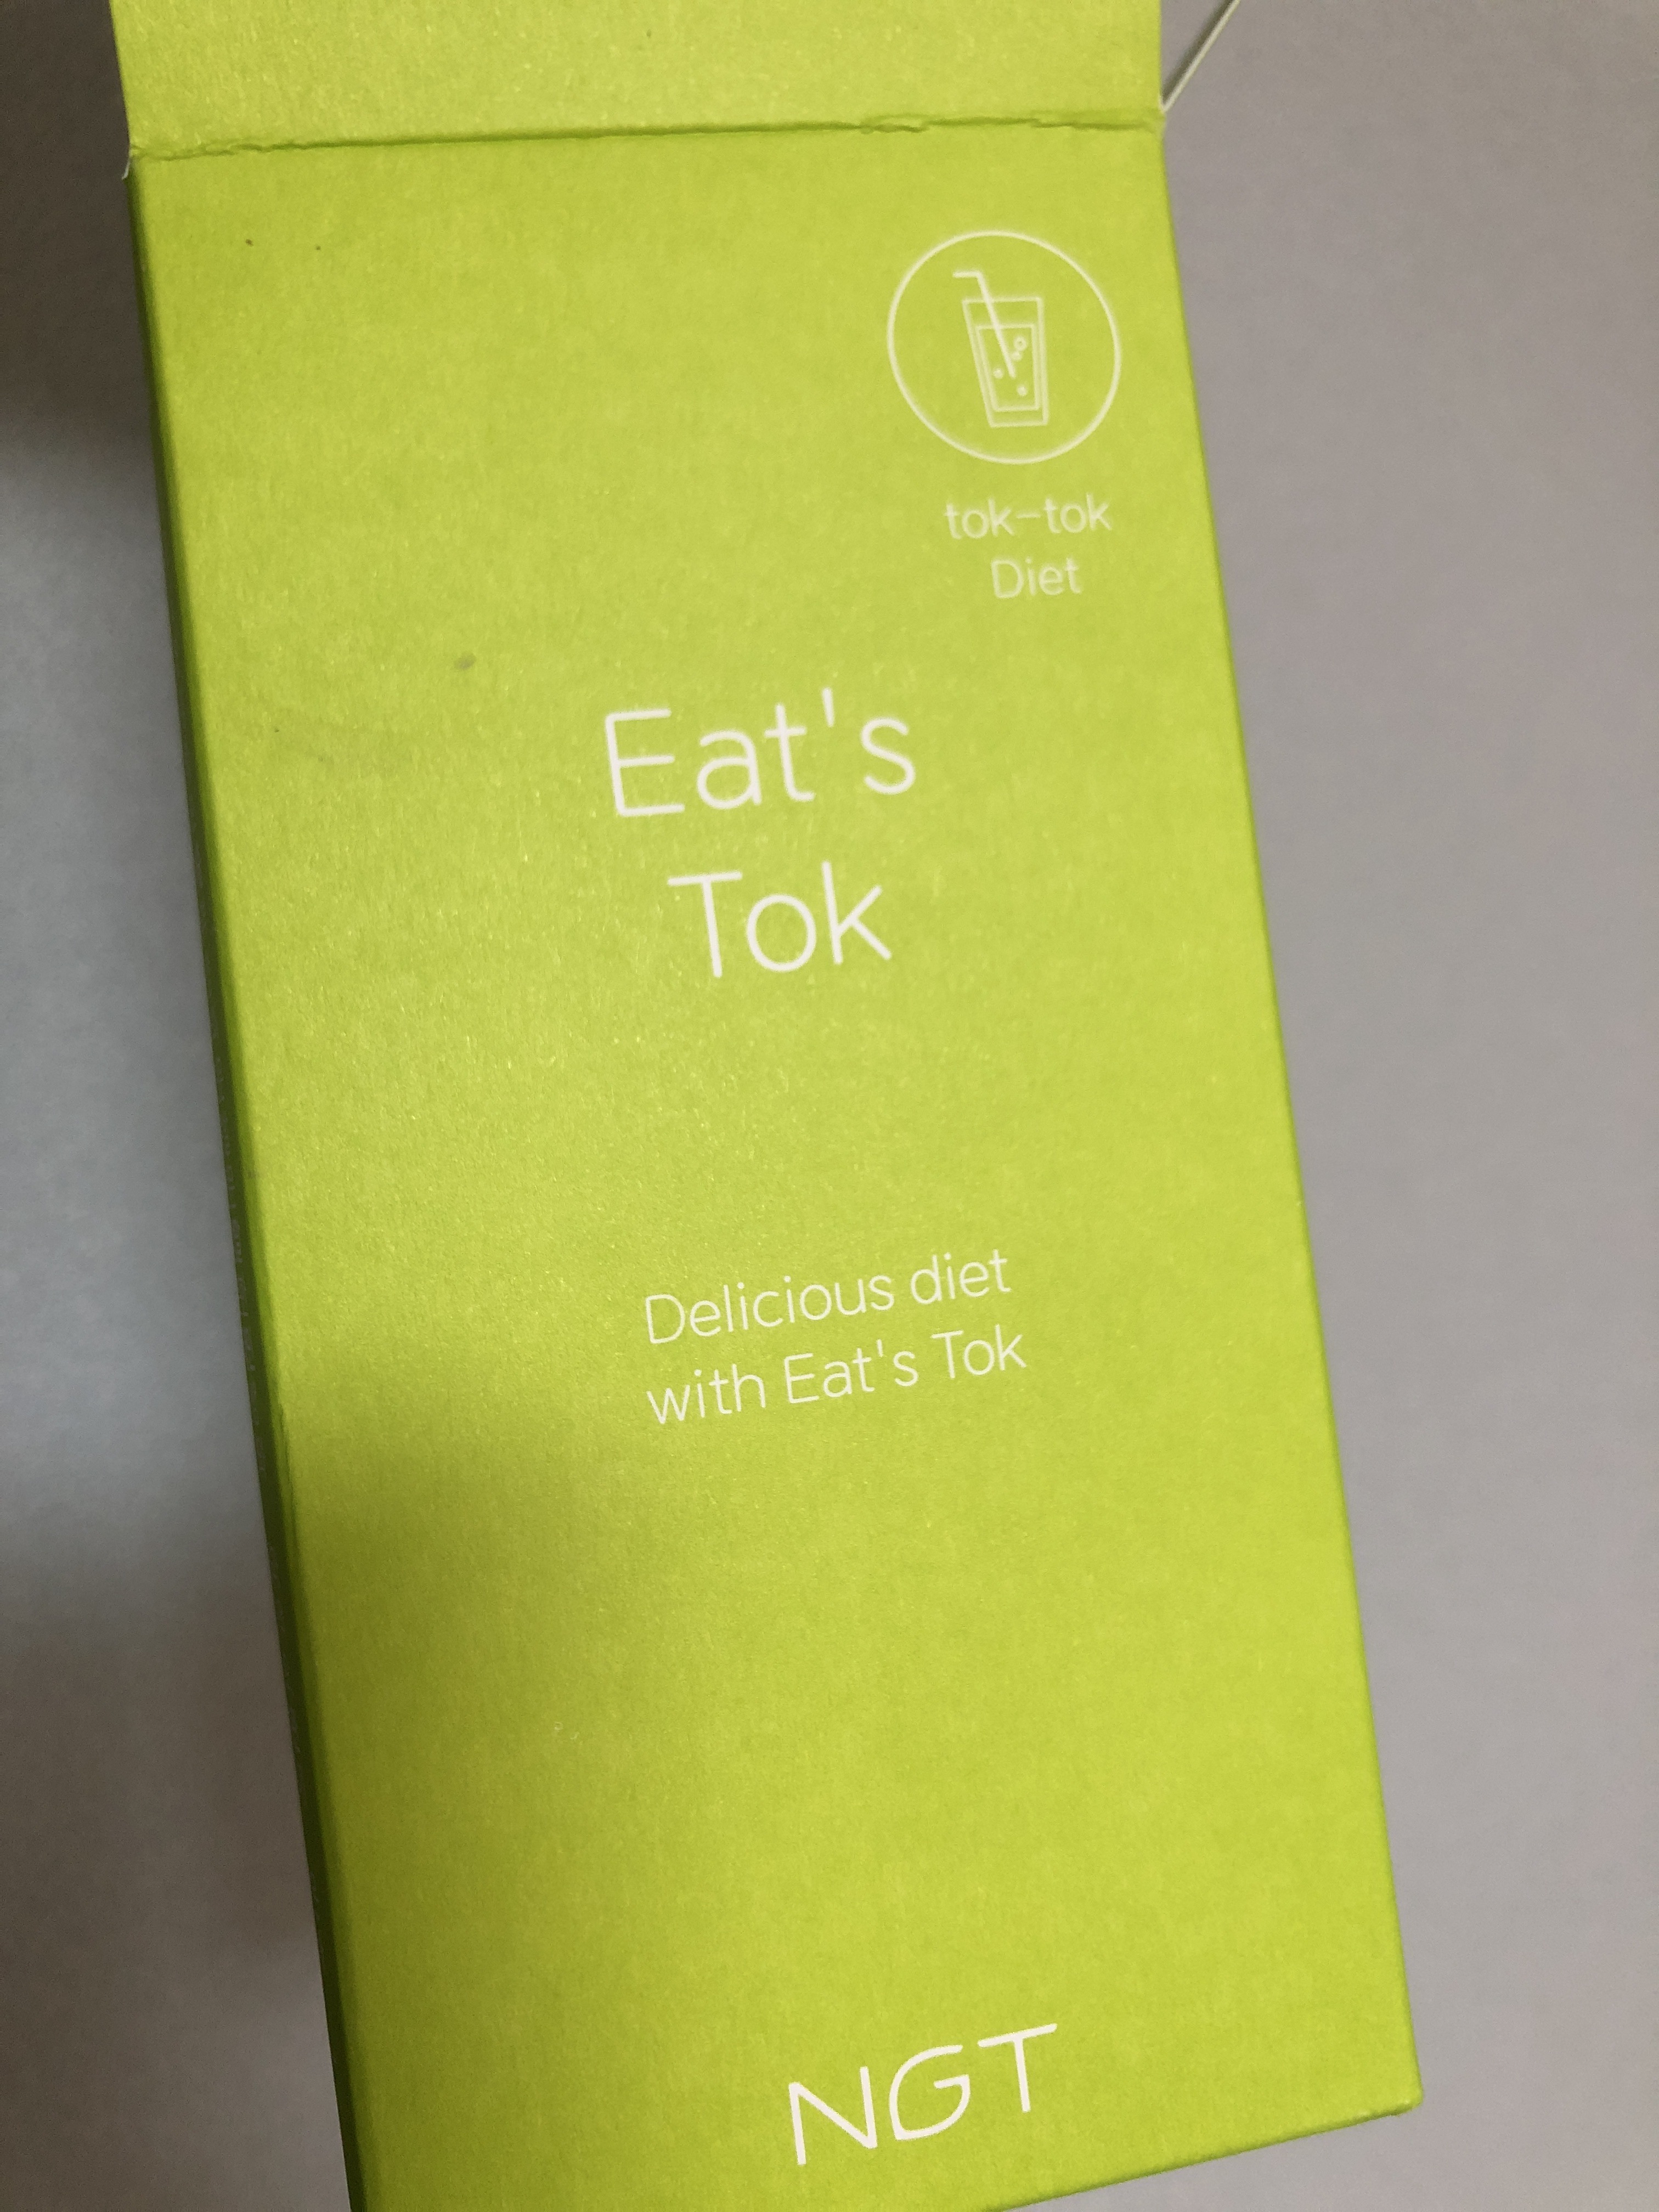 tok-tok
Diet
Eat's
Tok
Delicious diet
with Eat's Tok
NGT